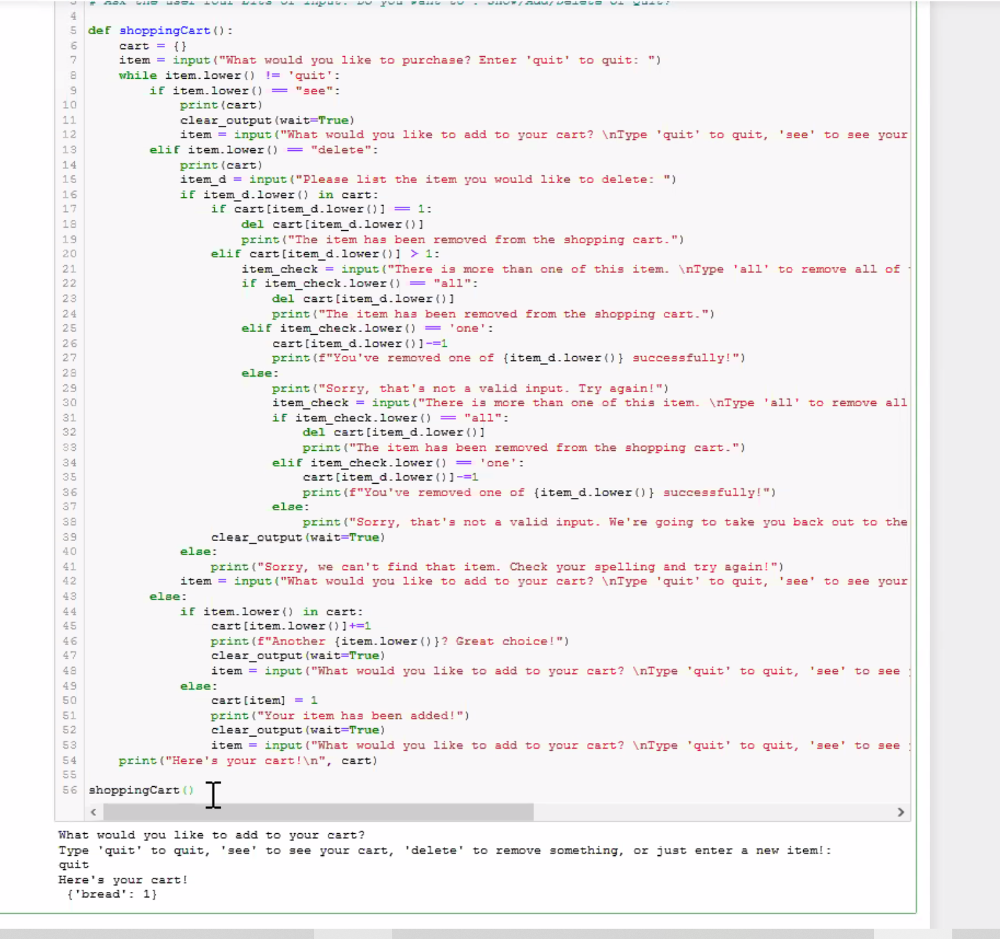 3 # Ask the user four bits of input: Do you want to : Show/Add/Delete or Quit?
4
5 def shoppingCart():
6     cart = {}
7     item = input("What would you like to purchase? Enter 'quit' to quit: ")
8     while item.lower() != 'quit':
9         if item.lower() == "see":
10             print(cart)
11             clear_output(wait=True)
12             item = input("What would you like to add to your cart? \nType 'quit' to quit, 'see' to see your
13         elif item.lower() == "delete":
14             print(cart)
15             item_d = input("Please list the item you would like to delete: ")
16             if item_d.lower() in cart:
17                 if cart[item_d.lower()] == 1:
18                     del cart[item_d.lower()]
19                     print("The item has been removed from the shopping cart.")
20                 elif cart[item_d.lower()] > 1:
21                     item_check = input("There is more than one of this item. \nType 'all' to remove all of
22                     if item_check.lower() == "all":
23                         del cart[item_d.lower()]
24                         print("The item has been removed from the shopping cart.")
25                     elif item_check.lower() == 'one':
26                         cart[item_d.lower()]-=1
27                         print(f"You've removed one of {item_d.lower()} successfully!")
28                     else:
29                         print("Sorry, that's not a valid input. Try again!")
30                         item_check = input("There is more than one of this item. \nType 'all' to remove all
31                         if item_check.lower() == "all":
32                             del cart[item_d.lower()]
33                             print("The item has been removed from the shopping cart.")
34                         elif item_check.lower() == 'one':
35                             cart[item_d.lower()]-=1
36                             print(f"You've removed one of {item_d.lower()} successfully!")
37                         else:
38                             print("Sorry, that's not a valid input. We're going to take you back out to the
39                 clear_output(wait=True)
40             else:
41                 print("Sorry, we can't find that item. Check your spelling and try again!")
42             item = input("What would you like to add to your cart? \nType 'quit' to quit, 'see' to see your
43         else:
44             if item.lower() in cart:
45                 cart[item.lower()]+=1
46                 print(f"Another {item.lower()}? Great choice!")
47                 clear_output(wait=True)
48                 item = input("What would you like to add to your cart? \nType 'quit' to quit, 'see' to see
49             else:
50                 cart[item] = 1
51                 print("Your item has been added!")
52                 clear_output(wait=True)
53                 item = input("What would you like to add to your cart? \nType 'quit' to quit, 'see' to see
54     print("Here's your cart!\n", cart)
55
56 shoppingCart()
What would you like to add to your cart?
Type 'quit' to quit, 'see' to see your cart, 'delete' to remove something, or just enter a new item!:
quit
Here's your cart!
 {'bread': 1}